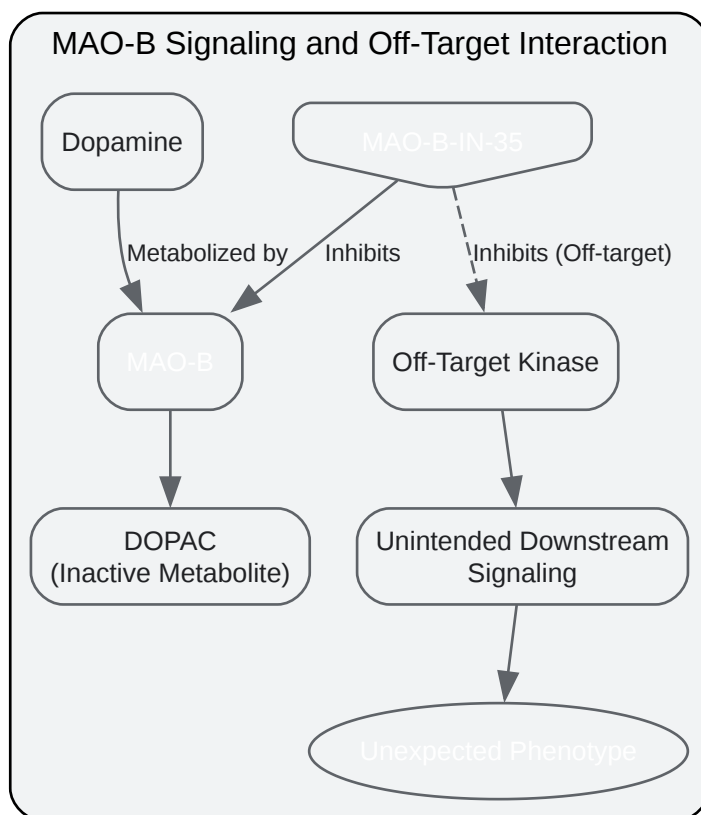 MAO-B Signaling and Off-Target Interaction
Dopamine
MAO-B-IN-35
Metabolized by
Inhibits
Inhibits (Off-target)
MAO-B
Off-Target Kinase
DOPAC
(Inactive Metabolite)
Unintended Downstream
Signaling
Unexpected Phenotype